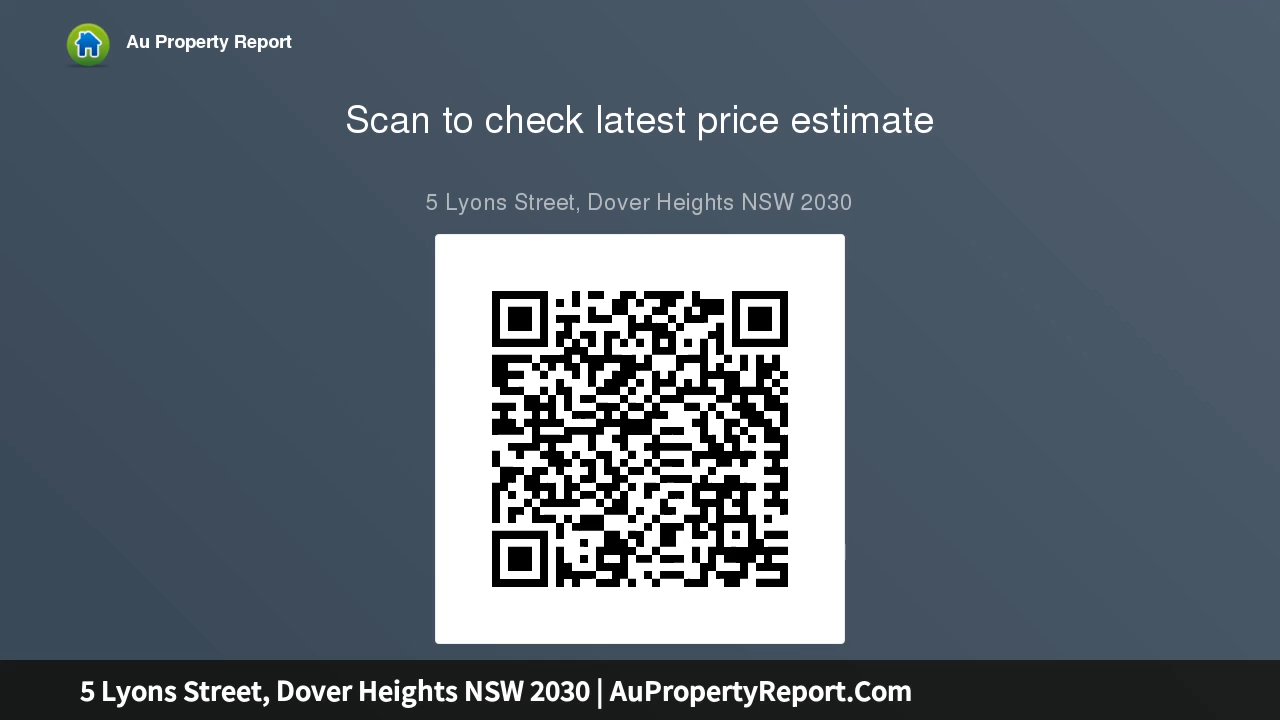 Au Property Report
Scan to check latest price estimate
5 Lyons Street, Dover Heights NSW 2030
5 Lyons Street, Dover Heights NSW 2030 | AuPropertyReport.Com